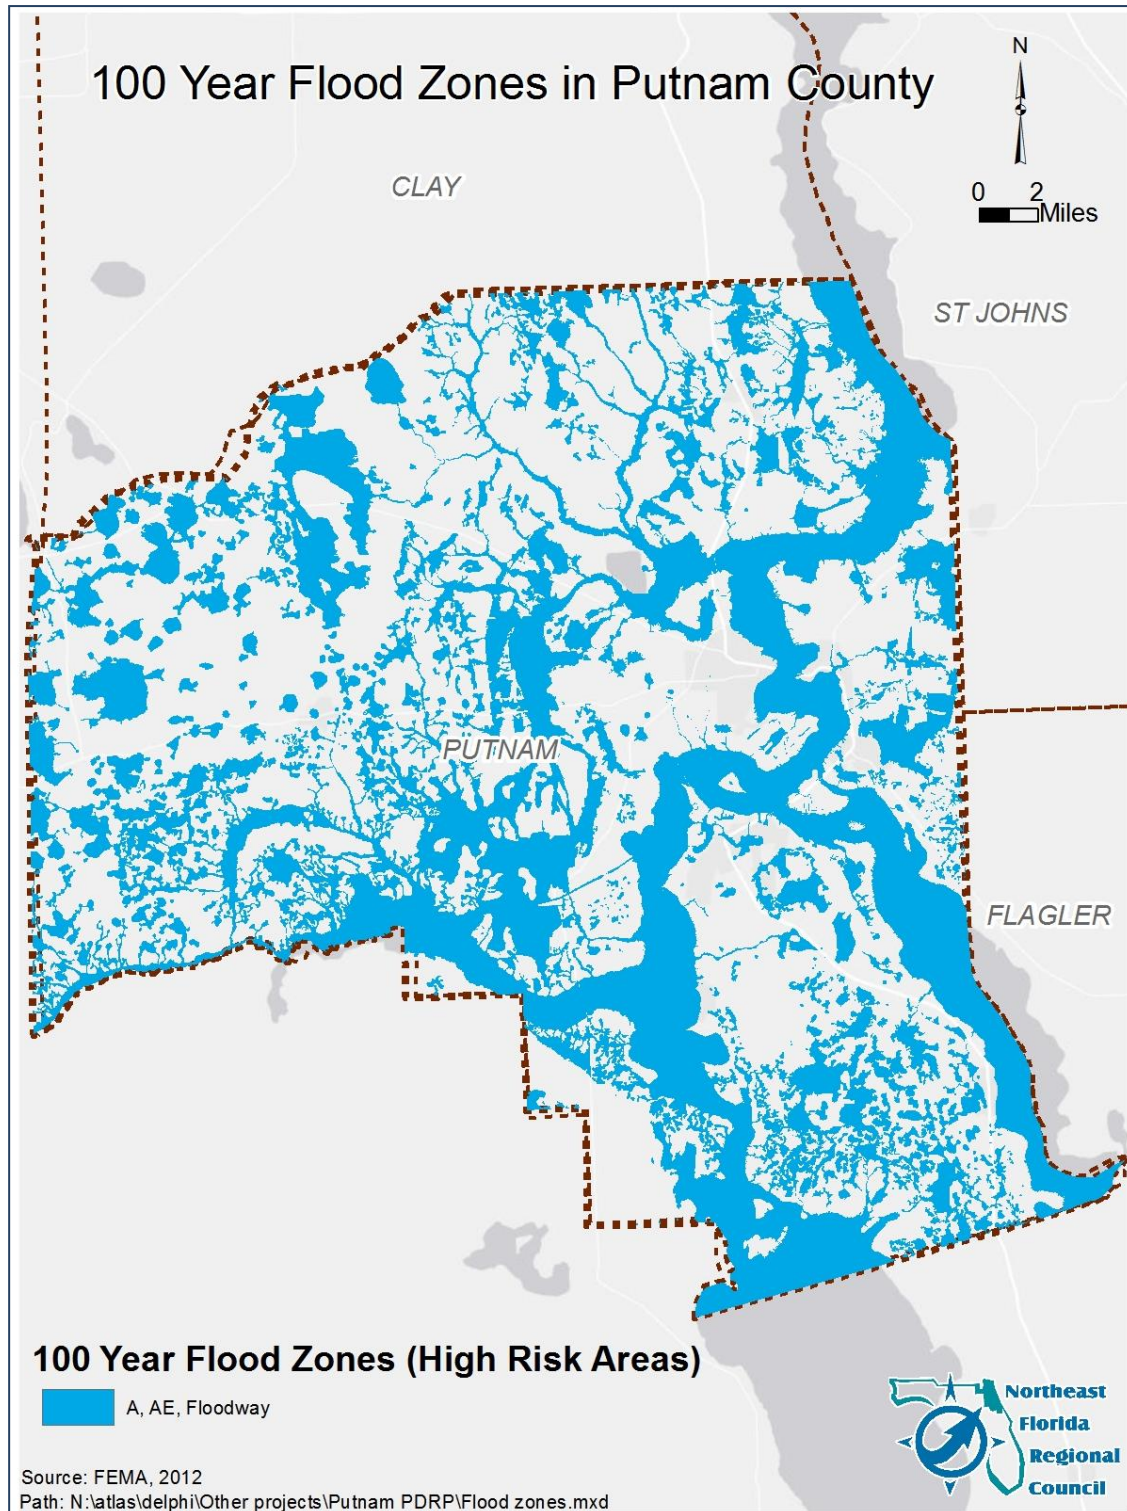 100 Year Flood Zones in Putnam County
N
0 2
Miles
CLAY
ST JOHNS
PUTNAM
FLAGLER
100 Year Flood Zones (High Risk Areas)
A, AE, Floodway
Northeast
Florida
Regional
Council
Source: FEMA, 2012
Path: N:\atlas\delphi\Other projects\Putnam PDRP\Flood zones.mxd